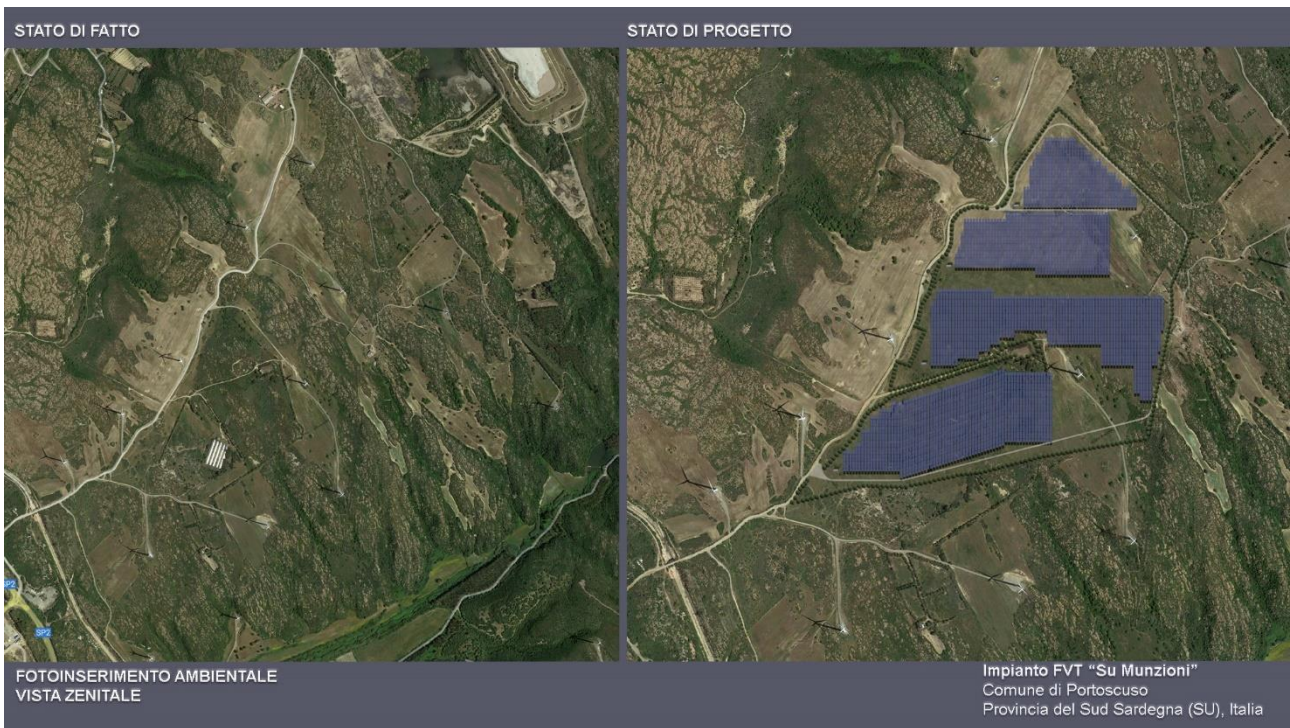 STATO DI FATTO
STATO DI PROGETTO
SP2
SP2
FOTOINSERIMENTO AMBIENTALE
VISTA ZENITALE
Impianto FVT “Su Munzioni”
Comune di Portoscuso
Provincia del Sud Sardegna (SU), Italia